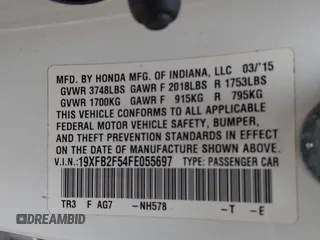 MFD. BY HONDA MFG. OF INDIANA, LLC 03/'15
GVWR 3748LBS GAWR F 2018LBS R 1753LBS
GVWR 1700KG GAWR F 915KG R 795KG
THIS VEHICLE CONFORMS TO ALL APPLICABLE
FEDERAL MOTOR VEHICLE SAFETY, BUMPER,
AND THEFT PREVENTION STANDARDS IN
EFFECT ON THE DATE OF MANUFACTURE
SHOWN ABOVE.
V.I.N.: 19XFB2F54FE055697 TYPE: PASSENGER CAR
TR3 F AG7 -NH578 -T -E
DREAMBID